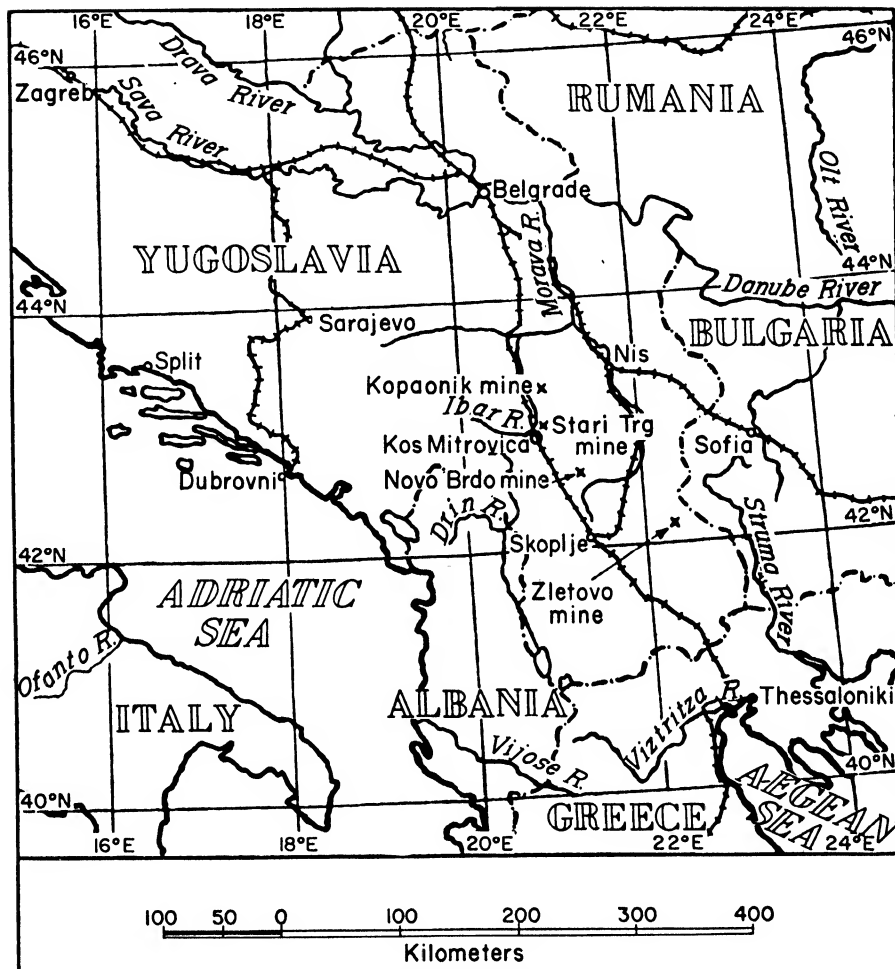 16°E 18°E 20°E 22°E 24°E
46°N
46°N
Drava River
Zagreb
Sava River
RUMANIA
Olt River
Belgrade
Morava R.
YUGOSLAVIA
44°N
Danube River
44°N
Sarajevo
BULGARIA
Split
Nis
Kopaonik mine
Ibar R.
Stari Trg
mine
Kos Mitrovica
Sofia
Novo Brdo mine
Dubrovni
Drin R.
Struma River
42°N
42°N
Skoplje
Zletovo
mine
ADRIATIC
SEA
Ofanto R.
ITALY
ALBANIA
Thessaloniki
Viztritza R.
Vijose R.
40°N
40°N
AEGEAN
SEA
GREECE
16°E 18°E 20°E 22°E 24°E
100 50 0 100 200 300 400
Kilometers